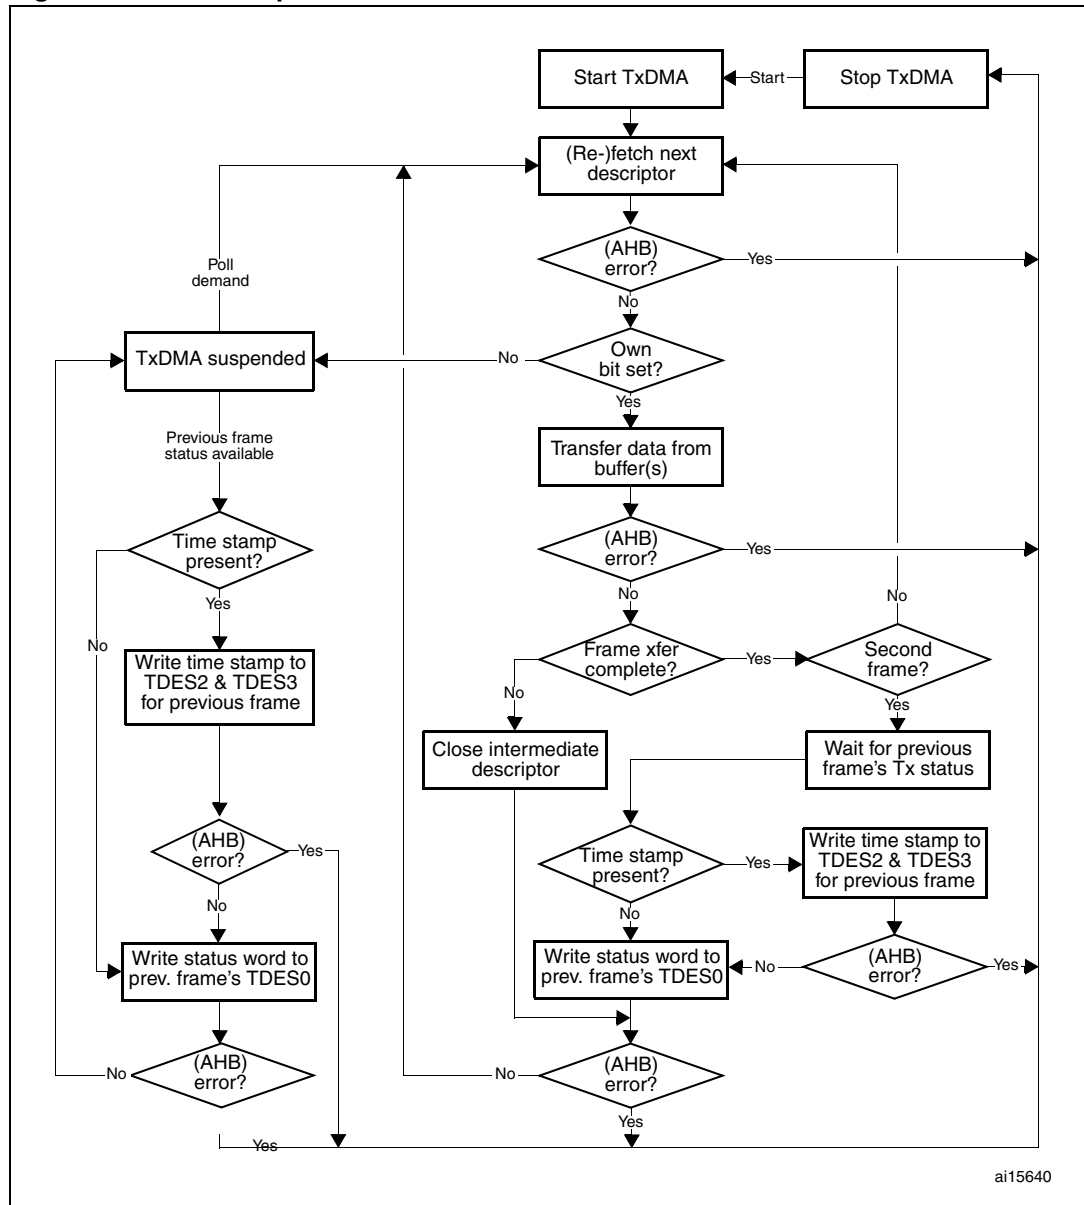 Start TxDMA
Start
Stop TxDMA
(Re-)fetch next
descriptor
(AHB)
error?
Yes
Poll
demand
No
TxDMA suspended
No
Own
bit set?
Yes
Previous frame
status available
Transfer data from
buffer(s)
Time stamp
present?
(AHB)
error?
Yes
No
Yes
No
No
Write time stamp to
TDES2 & TDES3
for previous frame
Frame xfer
complete?
Yes
Second
frame?
No
Yes
Close intermediate
descriptor
Wait for previous
frame's Tx status
(AHB)
error?
Yes
Time stamp
present?
Yes
Write time stamp to
TDES2 & TDES3
for previous frame
No
No
Write status word to
prev. frame's TDES0
Write status word to
prev. frame's TDES0
No
(AHB)
error?
Yes
No
(AHB)
error?
No
(AHB)
error?
Yes
Yes
ai15640